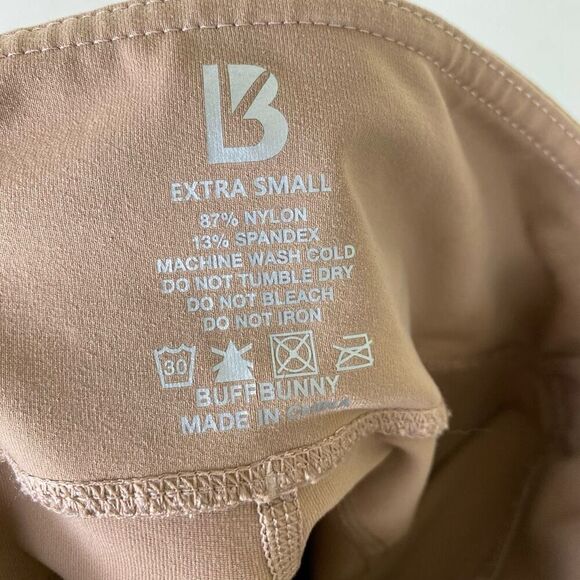 B
EXTRA SMALL
87% NYLON
13% SPANDEX
MACHINE WASH COLD
DO NOT TUMBLE DRY
DO NOT BLEACH
DO NOT IRON
30
BUFFBUNNY
MADE IN CHINA